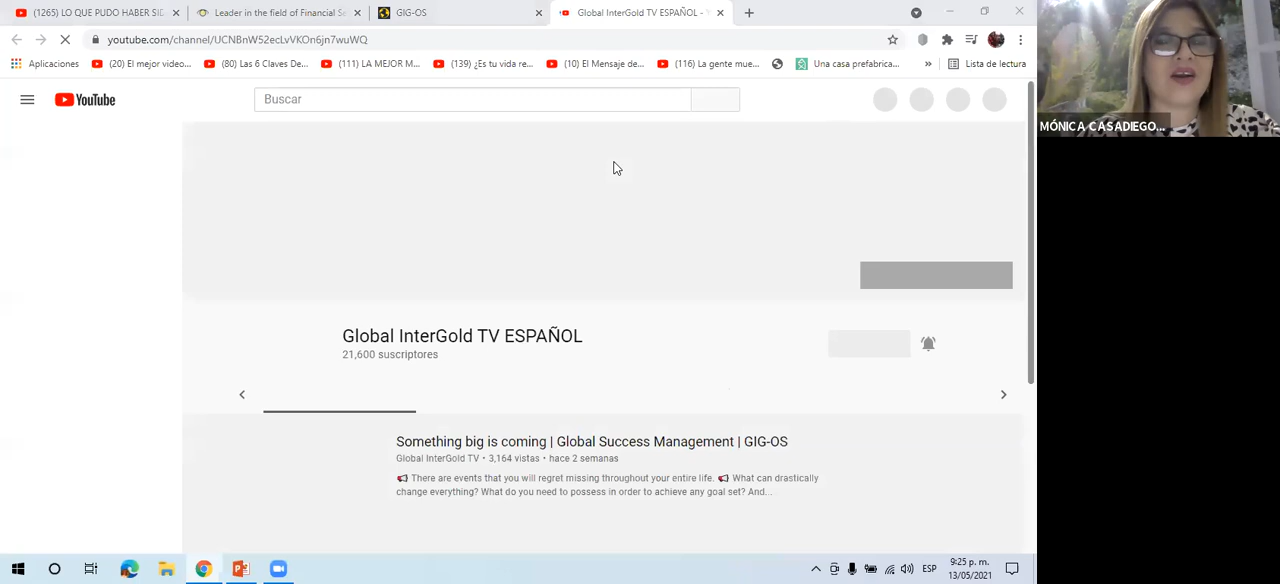 (1265) LO QUE PUDO HABER SID
Leader in the field of Financial Se
GIG-OS
Global InterGold TV ESPAÑOL -
youtube.com/channel/UCNBnW52ecLvVKOn6jn7wuWQ
Aplicaciones
(20) El mejor video...
(80) Las 6 Claves De...
(111) LA MEJOR M...
(139) ¿Es tu vida re...
(10) El Mensaje de...
(116) La gente mue...
Una casa prefabrica...
»
Lista de lectura
YouTube
Buscar
MÓNICA CASADIEGO...
Global InterGold TV ESPAÑOL
21,600 suscriptores
Something big is coming | Global Success Management | GIG-OS
Global InterGold TV • 3,164 vistas • hace 2 semanas
There are events that you will regret missing throughout your entire life. What can drastically
change everything? What do you need to possess in order to achieve any goal set? And...
ESP
9:25 p. m.
13/05/2021